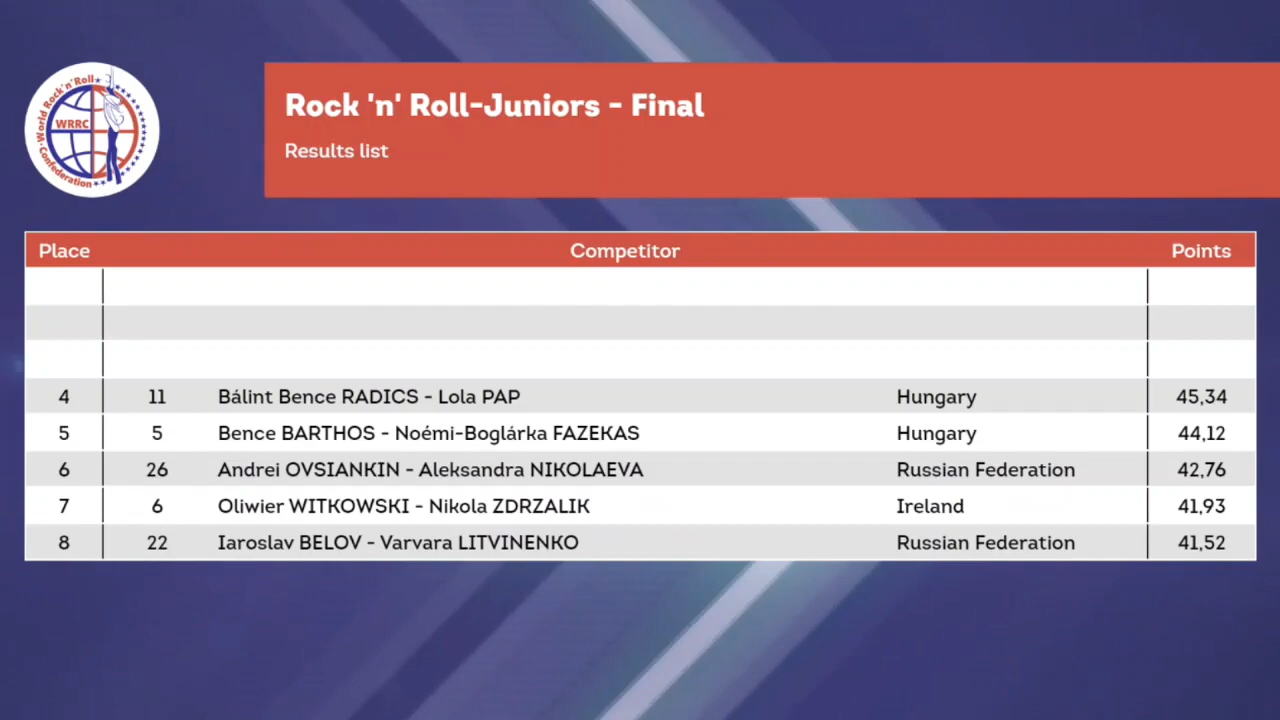 World Rock'n'Roll
WRRC
Confederation
Rock 'n' Roll-Juniors - Final
Results list
Place Competitor Points
4 11 Bálint Bence RADICS - Lola PAP Hungary 45,34
5 5 Bence BARTHOS - Noémi-Boglárka FAZEKAS Hungary 44,12
6 26 Andrei OVSIANKIN - Aleksandra NIKOLAEVA Russian Federation 42,76
7 6 Oliwier WITKOWSKI - Nikola ZDRZALIK Ireland 41,93
8 22 Iaroslav BELOV - Varvara LITVINENKO Russian Federation 41,52